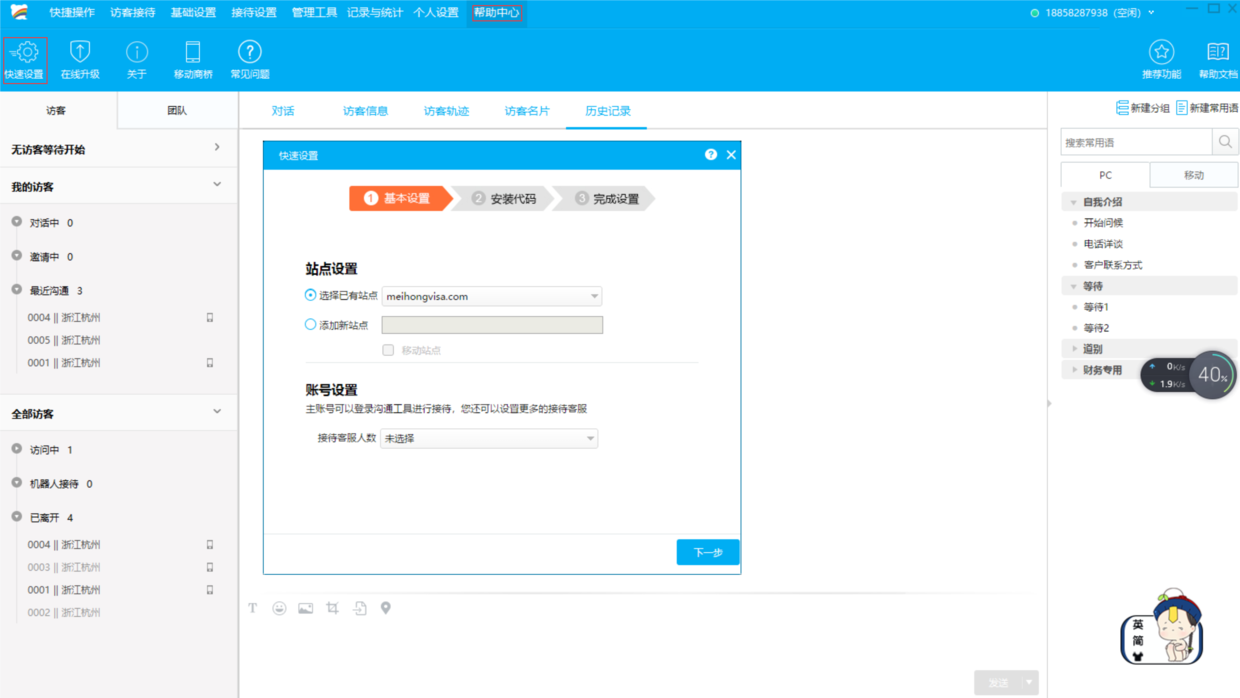 快捷操作 访客接待 基础设置 接待设置 管理工具 记录与统计 个人设置 帮助中心 18858287938 (空闲)
快速设置 在线升级 关于 移动商桥 常见问题 推荐功能 帮助文档
访客 团队
无访客等待开始
我的访客
对话中 0
邀请中 0
最近沟通 3
0004 || 浙江杭州
0005 || 浙江杭州
0001 || 浙江杭州
全部访客
访问中 1
机器人接待 0
已离开 4
0004 || 浙江杭州
0003 || 浙江杭州
0001 || 浙江杭州
0002 || 浙江杭州
对话 访客信息 访客轨迹 访客名片 历史记录
快速设置
1 基本设置 2 安装代码 3 完成设置
站点设置
选择已有站点 meihongvisa.com
添加新站点
移动站点
账号设置
主账号可以登录沟通工具进行接待，您还可以设置更多的接待客服
接待客服人数 未选择
下一步
T
发送
新建分组 新建常用语
搜索常用语
PC 移动
自我介绍
开始问候
电话详谈
客户联系方式
等待
等待1
等待2
道别
财务专用
0K/s
1.9K/s
40%
英
简